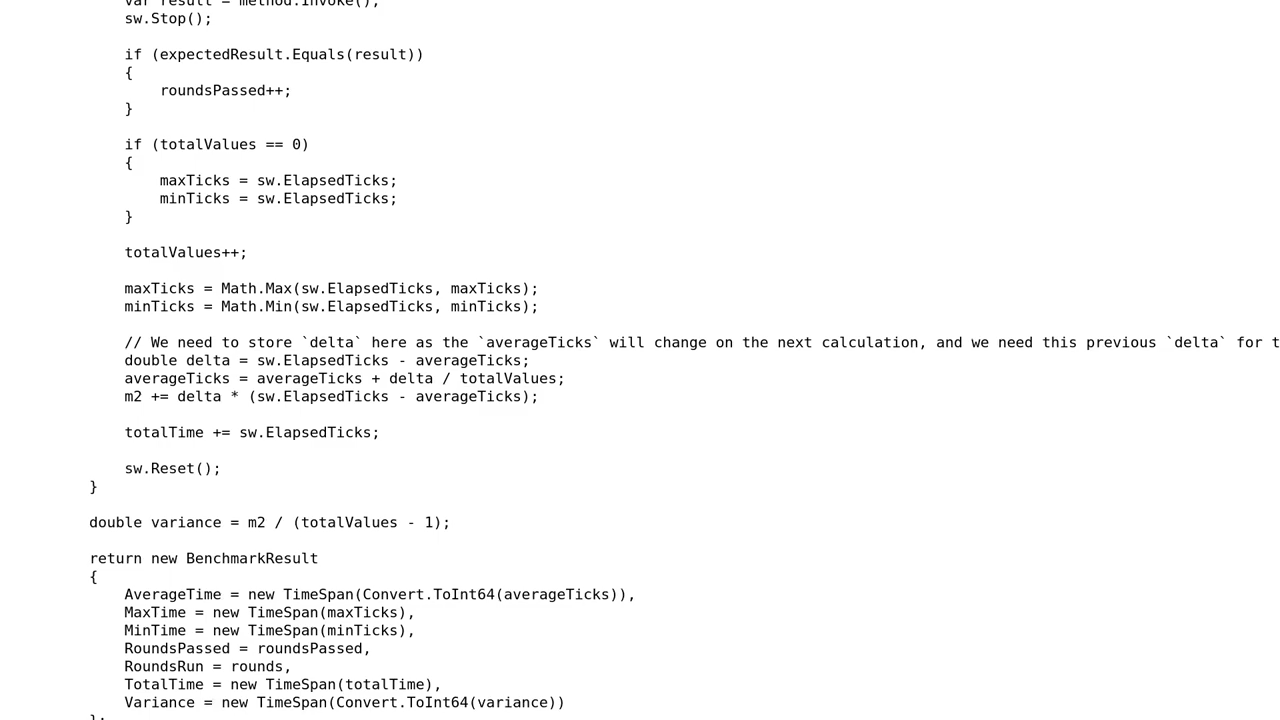 var result = method.Invoke();
sw.Stop();
if (expectedResult.Equals(result))
{
roundsPassed++;
}
if (totalValues == 0)
{
maxTicks = sw.ElapsedTicks;
minTicks = sw.ElapsedTicks;
}
totalValues++;
maxTicks = Math.Max(sw.ElapsedTicks, maxTicks);
minTicks = Math.Min(sw.ElapsedTicks, minTicks);
// We need to store `delta` here as the `averageTicks` will change on the next calculation, and we need this previous `delta` for t
double delta = sw.ElapsedTicks - averageTicks;
averageTicks = averageTicks + delta / totalValues;
m2 += delta * (sw.ElapsedTicks - averageTicks);
totalTime += sw.ElapsedTicks;
sw.Reset();
}
double variance = m2 / (totalValues - 1);
return new BenchmarkResult
{
AverageTime = new TimeSpan(Convert.ToInt64(averageTicks)),
MaxTime = new TimeSpan(maxTicks),
MinTime = new TimeSpan(minTicks),
RoundsPassed = roundsPassed,
RoundsRun = rounds,
TotalTime = new TimeSpan(totalTime),
Variance = new TimeSpan(Convert.ToInt64(variance))
};